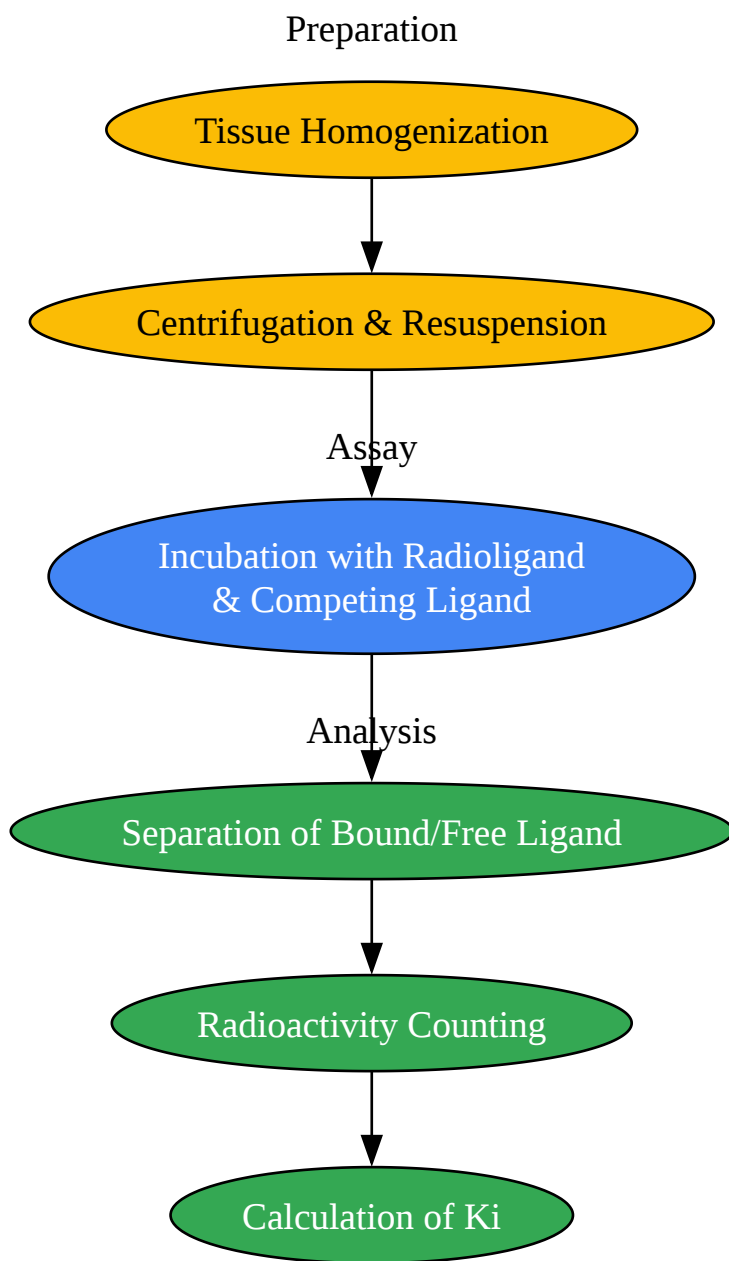 Preparation
Tissue Homogenization
Centrifugation & Resuspension
Assay
Incubation with Radioligand
& Competing Ligand
Analysis
Separation of Bound/Free Ligand
Radioactivity Counting
Calculation of Ki